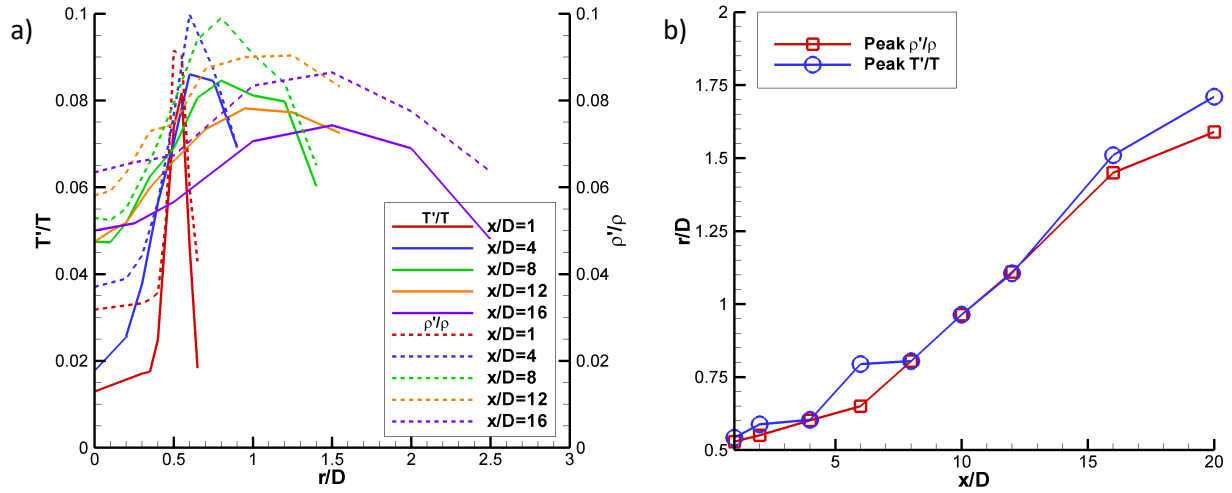 a)
0.1
0.08
0.06
0.04
0.02
0
T'/T
0
0.5
1
1.5
2
2.5
3
r/D
0.1
0.08
0.06
0.04
0.02
0
ρ'/ρ
T'/T
x/D=1
x/D=4
x/D=8
x/D=12
x/D=16
ρ'/ρ
x/D=1
x/D=4
x/D=8
x/D=12
x/D=16
b)
2
1.75
1.5
1.25
1
0.75
0.5
r/D
5
10
15
20
x/D
Peak ρ'/ρ
Peak T'/T